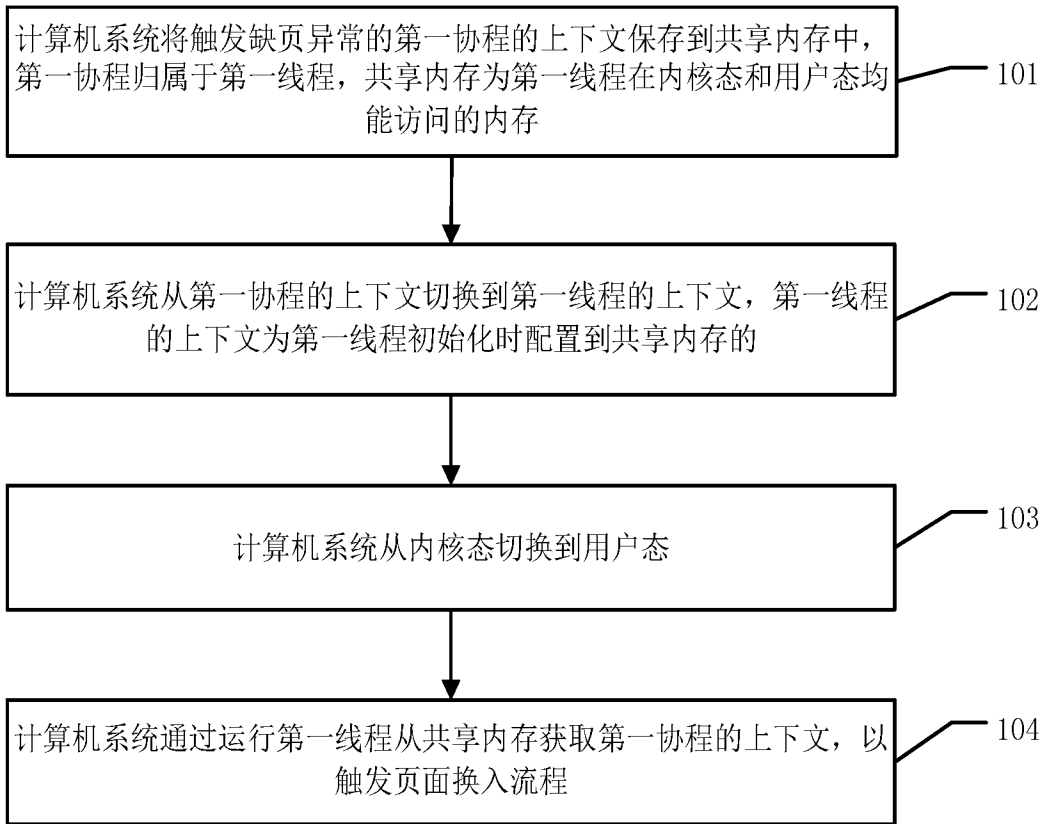 计算机系统将触发缺页异常的第一协程的上下文保存到共享内存中，
第一协程归属于第一线程，共享内存为第一线程在内核态和用户态均
能访问的内存
101
计算机系统从第一协程的上下文切换到第一线程的上下文，第一线程
的上下文为第一线程初始化时配置到共享内存的
102
计算机系统从内核态切换到用户态
103
计算机系统通过运行第一线程从共享内存获取第一协程的上下文，以
触发页面换入流程
104